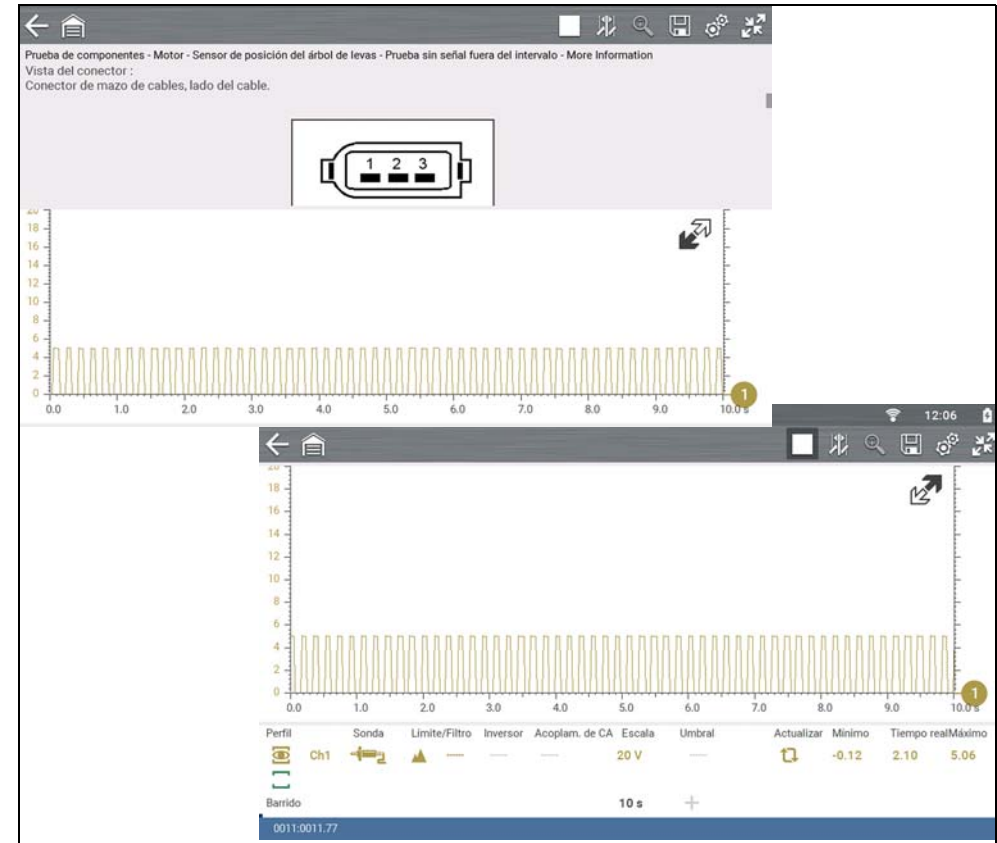 Prueba de componentes - Motor - Sensor de posición del árbol de levas - Prueba sin señal fuera del intervalo - More Information
Vista del conector :
Conector de mazo de cables, lado del cable.
1 2 3
20
18
16
14
12
10
8
6
4
2
0
0.0 1.0 2.0 3.0 4.0 5.0 6.0 7.0 8.0 9.0 10.0 s
1
12:06
20
18
16
14
12
10
8
6
4
2
0
0.0 1.0 2.0 3.0 4.0 5.0 6.0 7.0 8.0 9.0 10.0 s
1
Perfil Sonda Límite/Filtro Inversor Acoplam. de CA Escala Umbral Actualizar Mínimo Tiempo real Máximo
Ch1 2 ---- ---- ---- 20 V ---- -0.12 2.10 5.06
Barrido 10 s
0011:0011.77